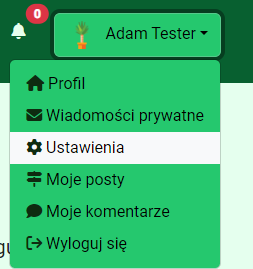 0
Adam Tester
Profil
Wiadomości prywatne
Ustawienia
Moje posty
Moje komentarze
Wyloguj się